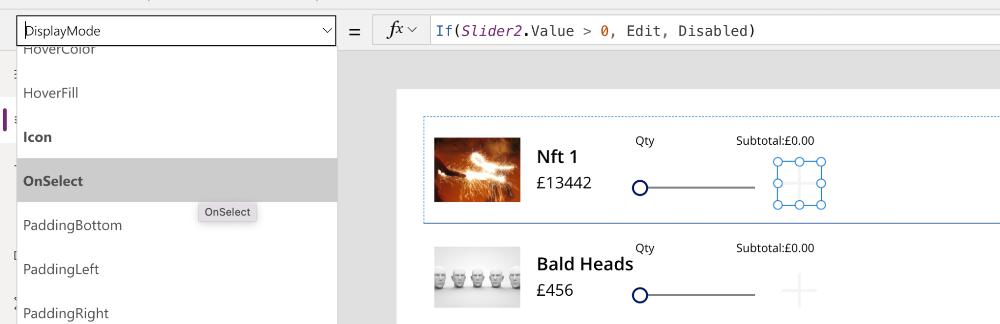 DisplayMode
= fx If(Slider2.Value > 0, Edit, Disabled)
HoverColor
HoverFill
Icon
OnSelect
OnSelect
PaddingBottom
PaddingLeft
PaddingRight
Nft 1
£13442
Qty
Subtotal:£0.00
Bald Heads
£456
Qty
Subtotal:£0.00